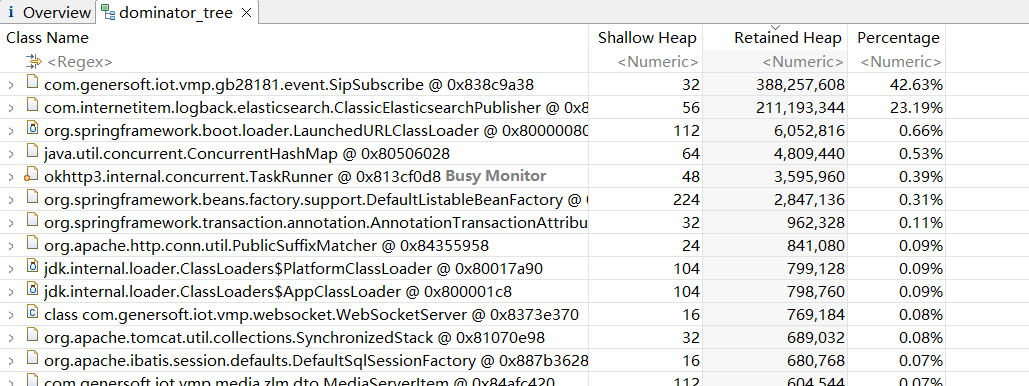 Overview dominator_tree
Class Name Shallow Heap Retained Heap Percentage
<Regex> <Numeric> <Numeric> <Numeric>
com.genersoft.iot.vmp.gb28181.event.SipSubscribe @ 0x838c9a38 32 388,257,608 42.63%
com.internetitem.logback.elasticsearch.ClassicElasticsearchPublisher @ 0x8 56 211,193,344 23.19%
org.springframework.boot.loader.LaunchedURLClassLoader @ 0x80000080 112 6,052,816 0.66%
java.util.concurrent.ConcurrentHashMap @ 0x80506028 64 4,809,440 0.53%
okhttp3.internal.concurrent.TaskRunner @ 0x813cf0d8 Busy Monitor 48 3,595,960 0.39%
org.springframework.beans.factory.support.DefaultListableBeanFactory @ 0 224 2,847,136 0.31%
org.springframework.transaction.annotation.AnnotationTransactionAttribu 32 962,328 0.11%
org.apache.http.conn.util.PublicSuffixMatcher @ 0x84355958 24 841,080 0.09%
jdk.internal.loader.ClassLoaders$PlatformClassLoader @ 0x80017a90 104 799,128 0.09%
jdk.internal.loader.ClassLoaders$AppClassLoader @ 0x800001c8 104 798,760 0.09%
class com.genersoft.iot.vmp.websocket.WebSocketServer @ 0x8373e370 16 769,184 0.08%
org.apache.tomcat.util.collections.SynchronizedStack @ 0x81070e98 32 689,032 0.08%
org.apache.ibatis.session.defaults.DefaultSqlSessionFactory @ 0x887b3628 16 680,768 0.07%
com.genersoft.iot.vmp.media.zlm.dto.MediaServerItem @ 0x84afc420 112 604,544 0.07%